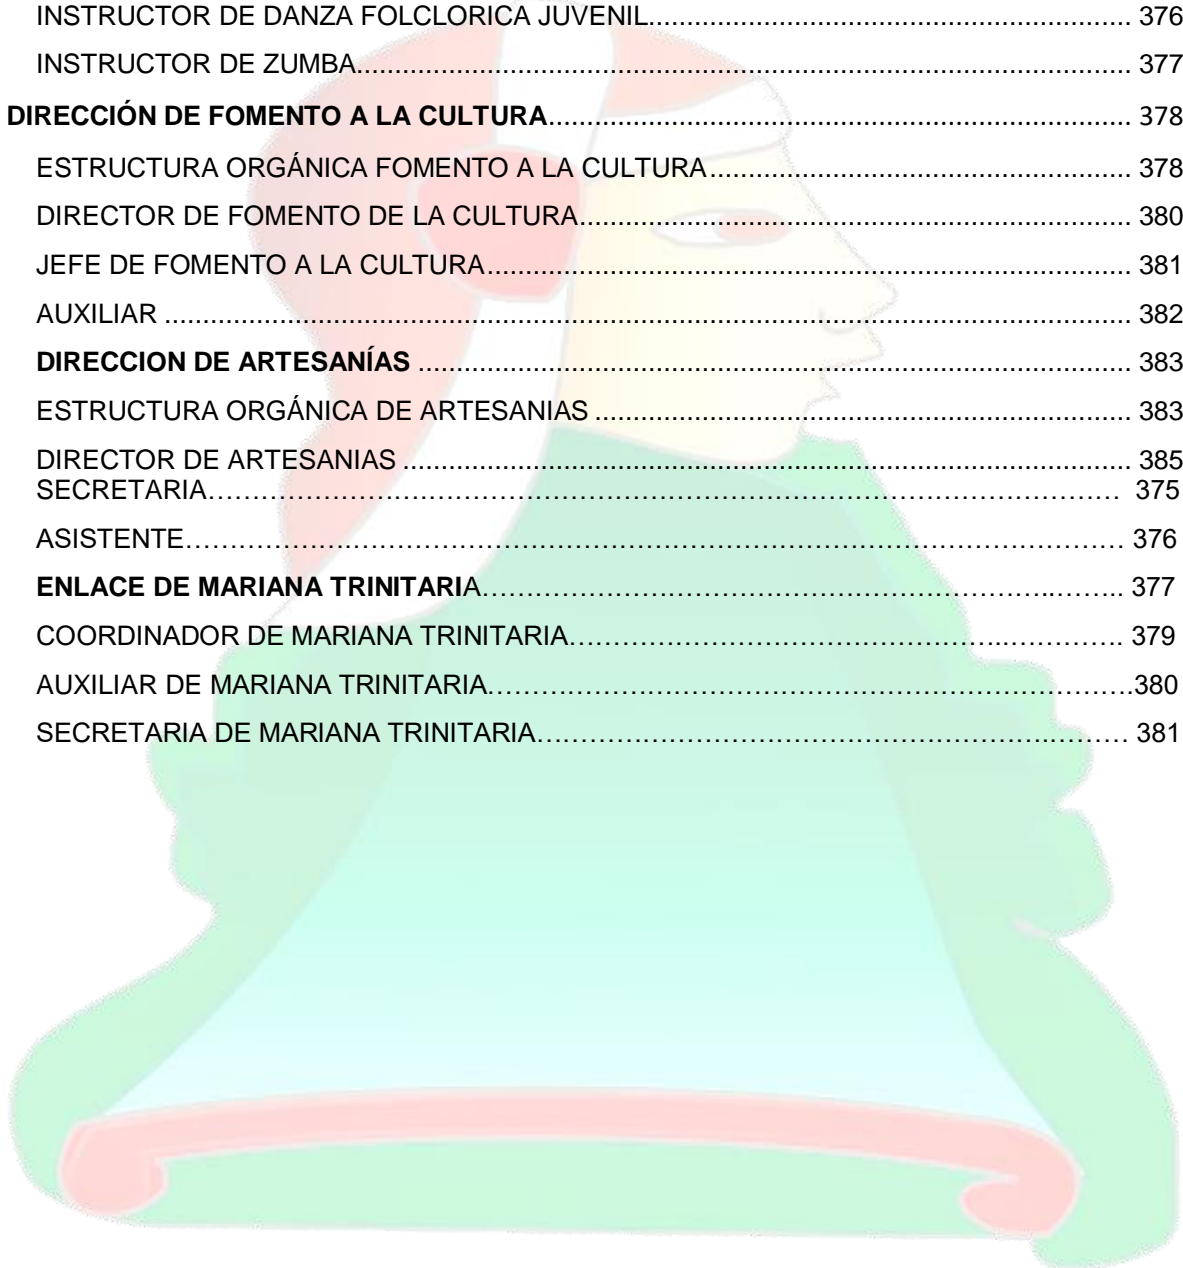 INSTRUCTOR DE DANZA FOLCLORICA JUVENIL.................................................................. 376
INSTRUCTOR DE ZUMBA........................................................................................................ 377
DIRECCIÓN DE FOMENTO A LA CULTURA.............................................................................. 378
ESTRUCTURA ORGÁNICA FOMENTO A LA CULTURA.......................................................... 378
DIRECTOR DE FOMENTO DE LA CULTURA........................................................................... 380
JEFE DE FOMENTO A LA CULTURA....................................................................................... 381
AUXILIAR .................................................................................................................................. 382
DIRECCION DE ARTESANÍAS ................................................................................................ 383
ESTRUCTURA ORGÁNICA DE ARTESANIAS ......................................................................... 383
DIRECTOR DE ARTESANIAS .................................................................................................. 385
SECRETARIA…………………….…………………………………………………………………… 375
ASISTENTE….…………………………………………………………………………………………… 376
ENLACE DE MARIANA TRINITARIA…………………………………………………………..…….. 377
COORDINADOR DE MARIANA TRINITARIA………………………………………..…………. 379
AUXILIAR DE MARIANA TRINITARIA………………………………………………………….380
SECRETARIA DE MARIANA TRINITARIA………………………………………………………… 381